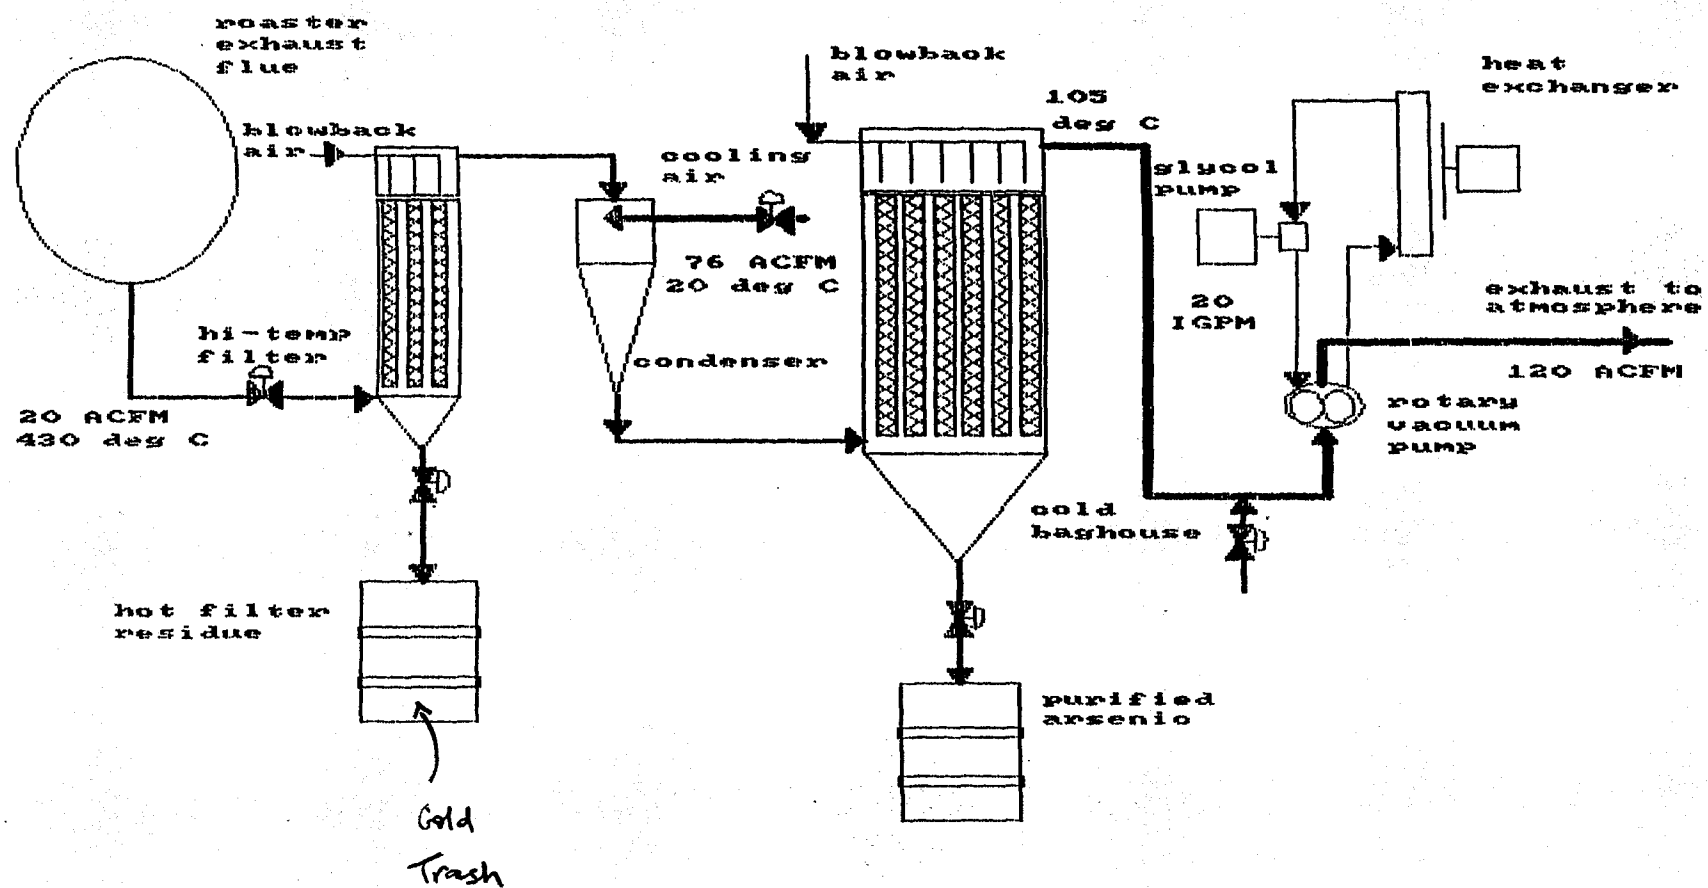 roaster
exhaust
flue
blowback
air
hi-temp
filter
20 ACFM
430 deg C
hot filter
residue
Gold
Trash
cooling
air
76 ACFM
20 deg C
condenser
blowback
air
105
deg C
cold
baghouse
purified
arsenio
glycol
pump
20
IGPM
heat
exchanger
exhaust to
atmosphere
120 ACFM
rotary
vacuum
pump